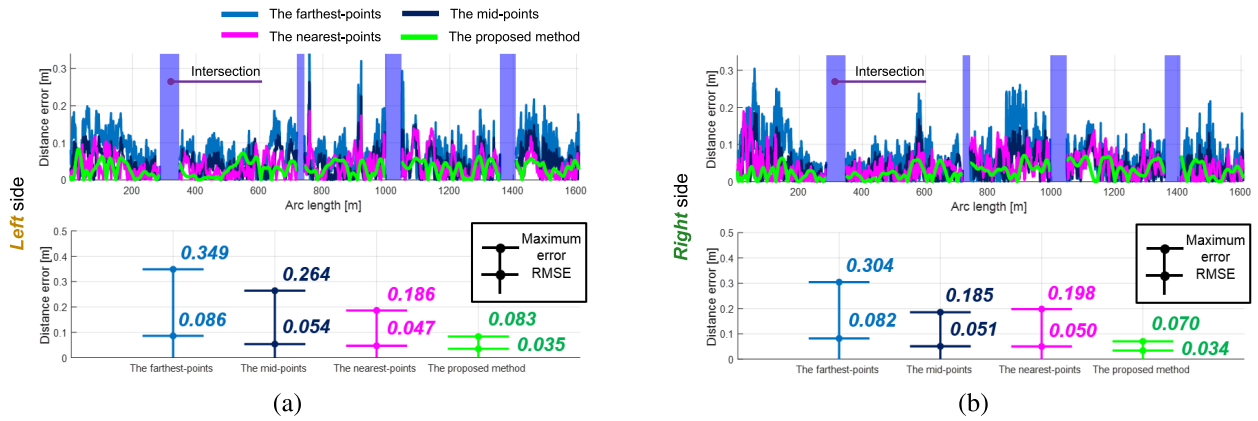 The farthest-points
The mid-points
The nearest-points
The proposed method
Left side
Distance error [m]
0.3
0.2
0.1
0
Intersection
200
400
600
800
1000
1200
1400
1600
Arc length [m]
Distance error [m]
0.5
0.4
0.3
0.2
0.1
0
0.349
0.086
0.264
0.054
0.186
0.047
0.083
0.035
Maximum
error
RMSE
The farthest-points
The mid-points
The nearest-points
The proposed method
(a)
Right side
Distance error [m]
0.3
0.2
0.1
0
Intersection
200
400
600
800
1000
1200
1400
1600
Arc length [m]
Distance error [m]
0.5
0.4
0.3
0.2
0.1
0
0.304
0.082
0.185
0.051
0.198
0.050
0.070
0.034
Maximum
error
RMSE
The farthest-points
The mid-points
The nearest-points
The proposed method
(b)